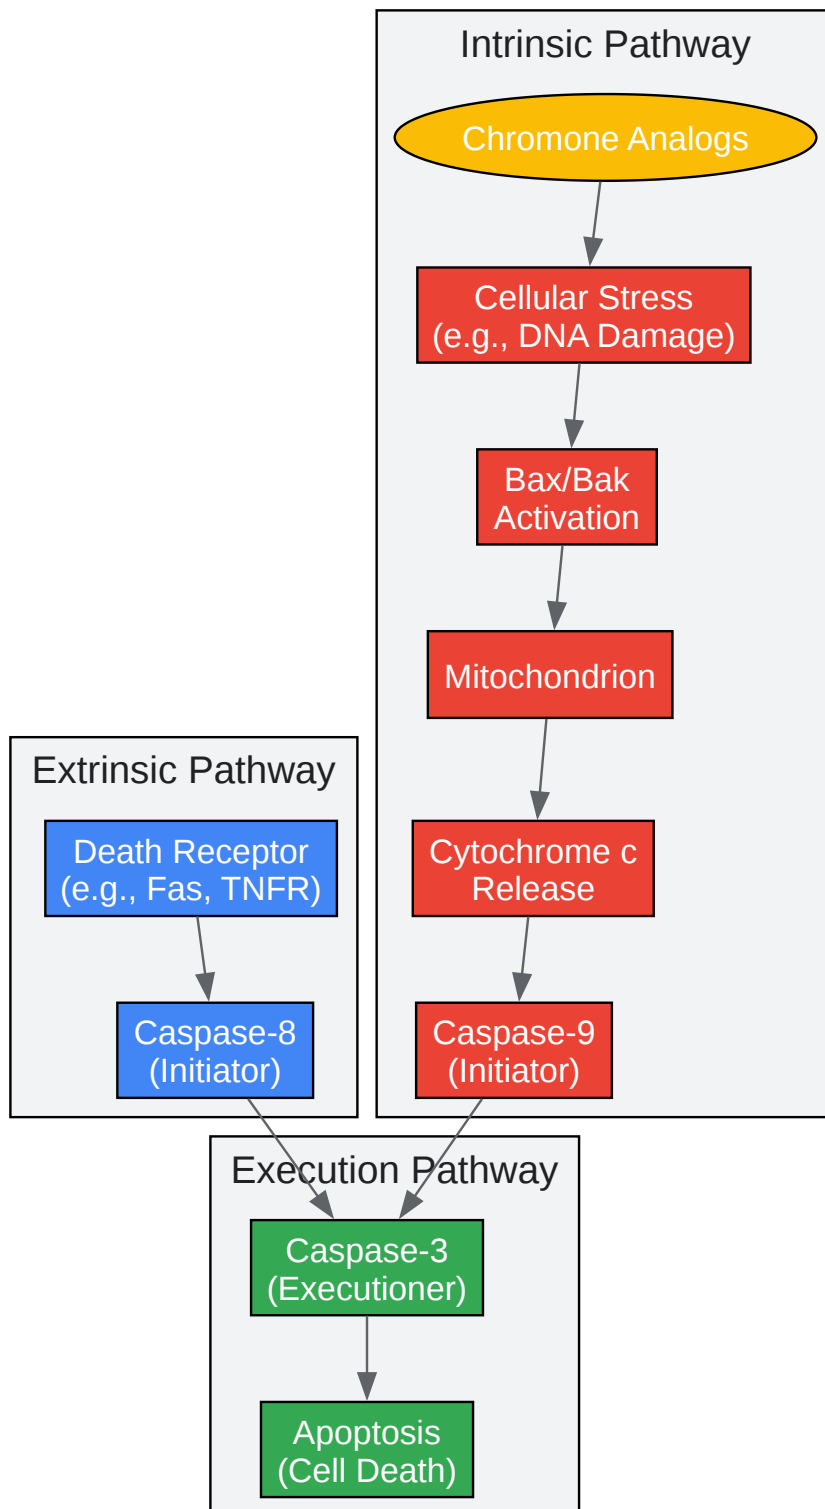 Intrinsic Pathway
Chromone Analogs
Cellular Stress
(e.g., DNA Damage)
Bax/Bak
Activation
Mitochondrion
Cytochrome c
Release
Caspase-9
(Initiator)
Extrinsic Pathway
Death Receptor
(e.g., Fas, TNFR)
Caspase-8
(Initiator)
Execution Pathway
Caspase-3
(Executioner)
Apoptosis
(Cell Death)